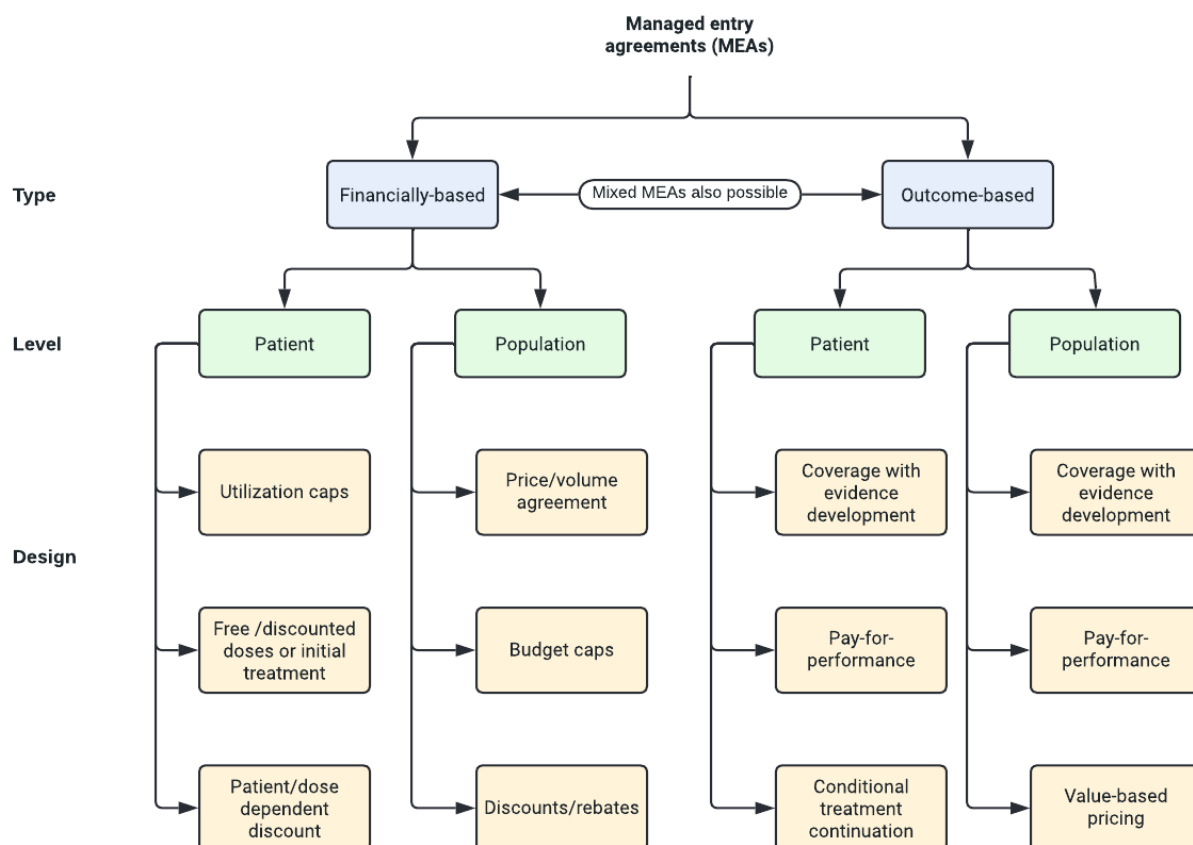 Managed entry
agreements (MEAs)
Type
Financially-based
Mixed MEAs also possible
Outcome-based
Level
Patient
Population
Patient
Population
Utilization caps
Price/volume
agreement
Coverage with
evidence
development
Coverage with
evidence
development
Design
Free /discounted
doses or initial
treatment
Budget caps
Pay-for-
performance
Pay-for-
performance
Patient/dose
dependent
discount
Discounts/rebates
Conditional
treatment
continuation
Value-based
pricing